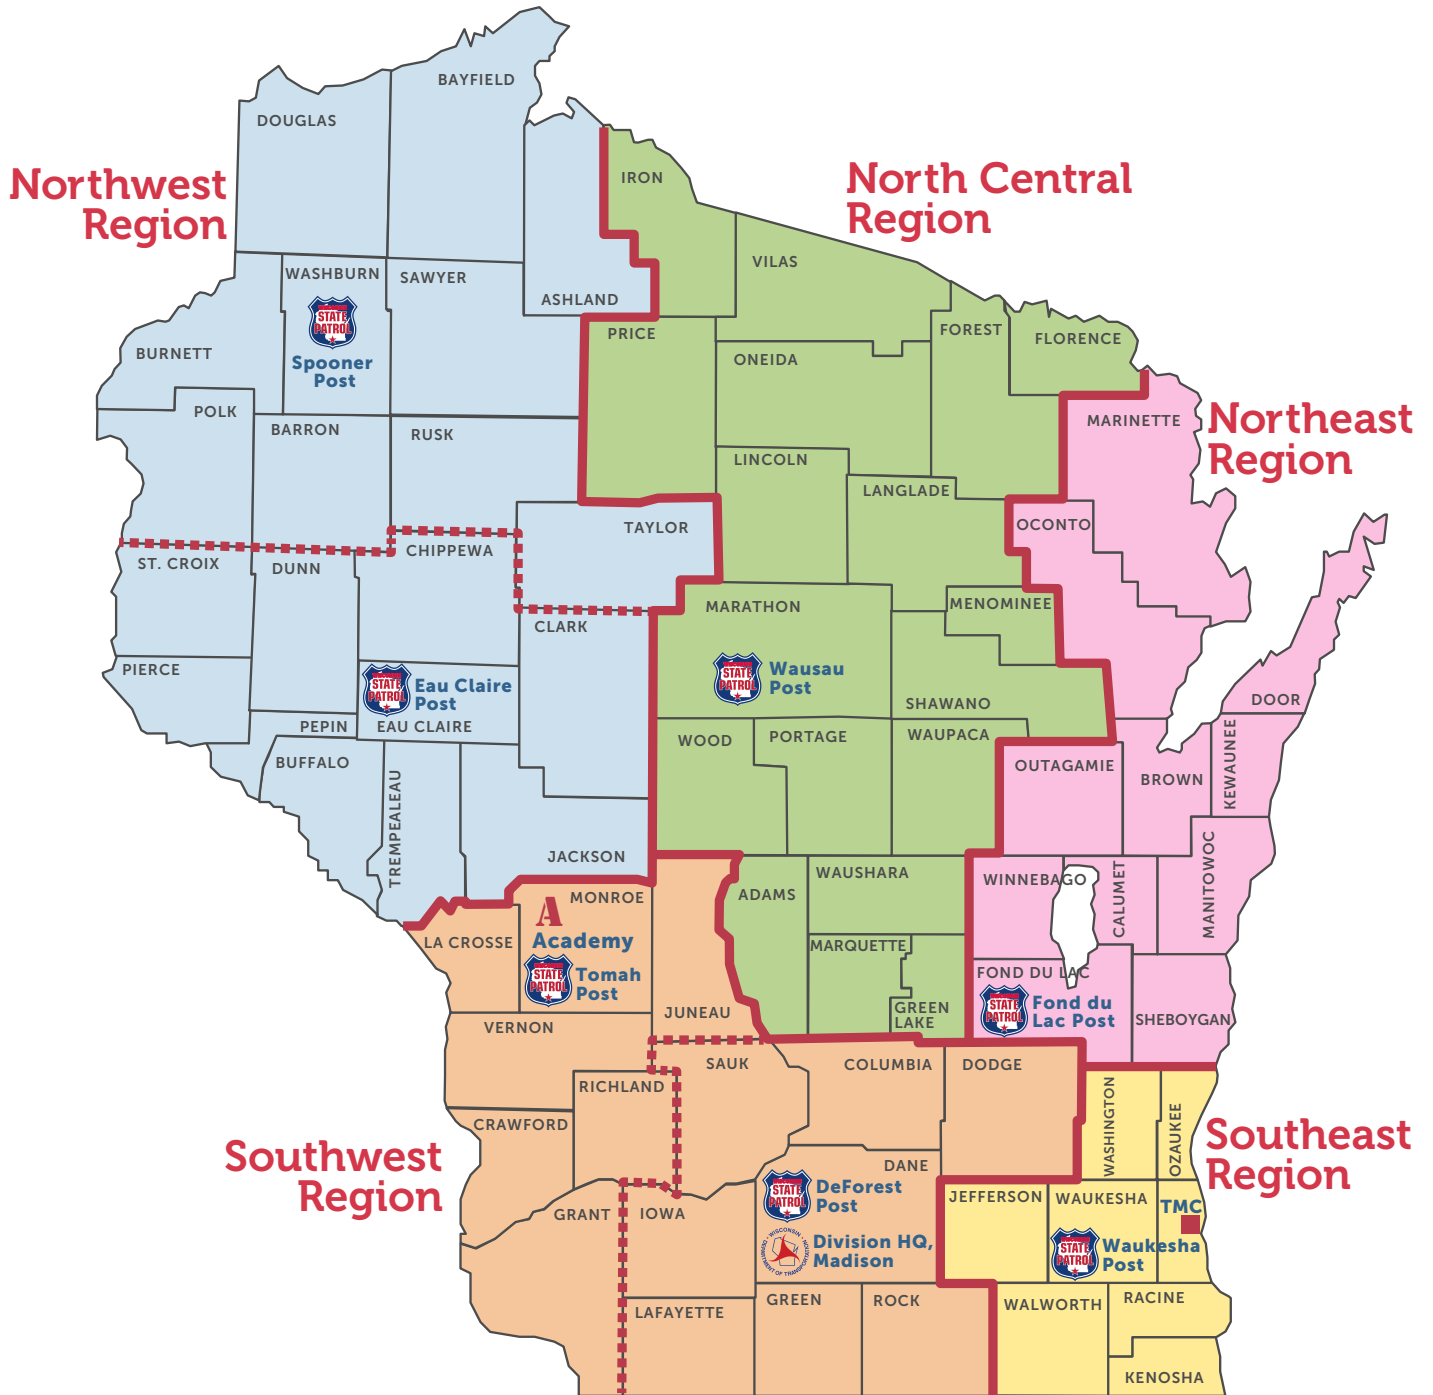 BAYFIELD
DOUGLAS
Northwest
Region
IRON
North Central
Region
WASHBURN
SAWYER
ASHLAND
VILAS
STATE
PATROL
Spooner
Post
BURNETT
PRICE
FOREST
FLORENCE
ONEIDA
POLK
BARRON
RUSK
MARINETTE
Northeast
Region
LINCOLN
LANGLADE
TAYLOR
OCONTO
CHIPPEWA
ST. CROIX
DUNN
CLARK
MARATHON
MENOMINEE
PIERCE
STATE
PATROL
Eau Claire
Post
STATE
PATROL
Wausau
Post
SHAWANO
DOOR
PEPIN
EAU CLAIRE
WOOD
PORTAGE
WAUPACA
BUFFALO
TREMPEALEAU
OUTAGAMIE
BROWN
KEWAUNEE
JACKSON
WAUSHARA
WINNEBAGO
CALUMET
MANITOWOC
MONROE
ADAMS
LA CROSSE
A
Academy
STATE
PATROL
Tomah
Post
MARQUETTE
FOND DU LAC
STATE
PATROL
Fond du
Lac Post
JUNEAU
GREEN
LAKE
SHEBOYGAN
VERNON
SAUK
COLUMBIA
DODGE
RICHLAND
CRAWFORD
WASHINGTON
OZAUKEE
Southwest
Region
Southeast
Region
DANE
STATE
PATROL
DeForest
Post
JEFFERSON
WAUKESHA
TMC
GRANT
IOWA
WISCONSIN
DEPARTMENT OF TRANSPORTATION
Division HQ,
Madison
STATE
PATROL
Waukesha
Post
LAFAYETTE
GREEN
ROCK
WALWORTH
RACINE
KENOSHA